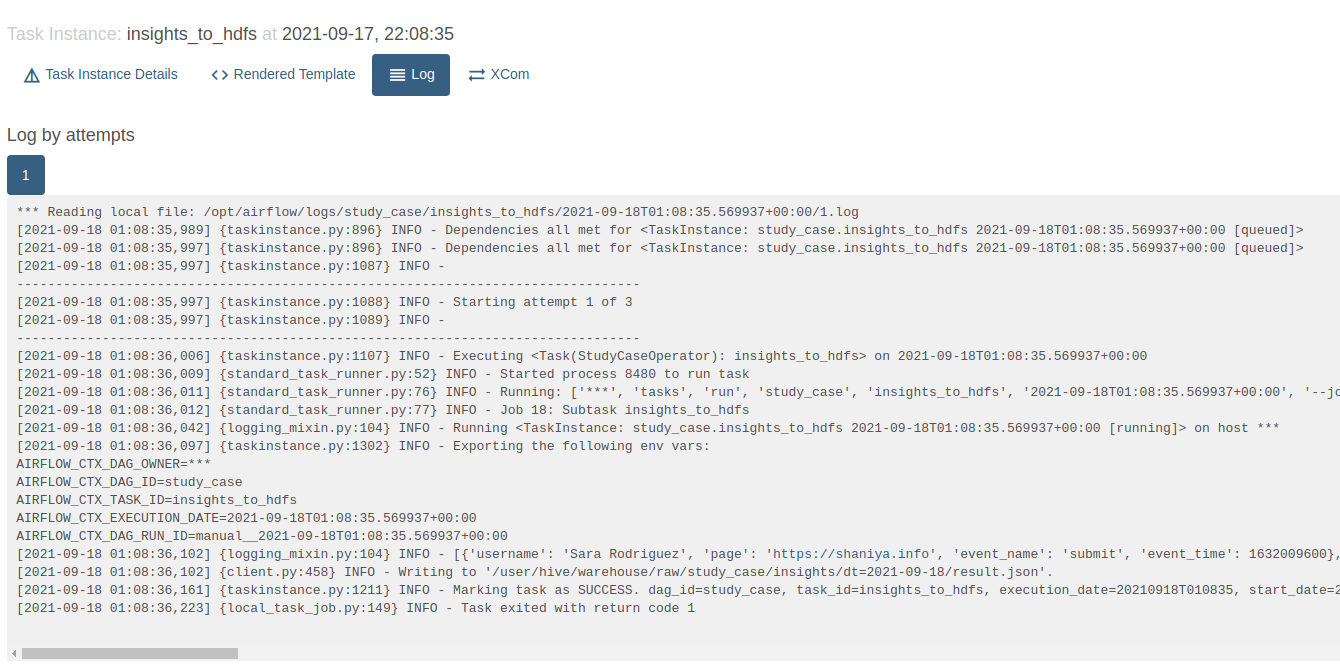 Task Instance: insights_to_hdfs at 2021-09-17, 22:08:35
Task Instance Details Rendered Template Log XCom
Log by attempts
1
*** Reading local file: /opt/airflow/logs/study_case/insights_to_hdfs/2021-09-18T01:08:35.569937+00:00/1.log
[2021-09-18 01:08:35,989] {taskinstance.py:896} INFO - Dependencies all met for <TaskInstance: study_case.insights_to_hdfs 2021-09-18T01:08:35.569937+00:00 [queued]>
[2021-09-18 01:08:35,997] {taskinstance.py:896} INFO - Dependencies all met for <TaskInstance: study_case.insights_to_hdfs 2021-09-18T01:08:35.569937+00:00 [queued]>
[2021-09-18 01:08:35,997] {taskinstance.py:1087} INFO -
--------------------------------------------------------------------------------
[2021-09-18 01:08:35,997] {taskinstance.py:1088} INFO - Starting attempt 1 of 3
[2021-09-18 01:08:35,997] {taskinstance.py:1089} INFO -
--------------------------------------------------------------------------------
[2021-09-18 01:08:36,006] {taskinstance.py:1107} INFO - Executing <Task(StudyCaseOperator): insights_to_hdfs> on 2021-09-18T01:08:35.569937+00:00
[2021-09-18 01:08:36,009] {standard_task_runner.py:52} INFO - Started process 8480 to run task
[2021-09-18 01:08:36,011] {standard_task_runner.py:76} INFO - Running: ['***', 'tasks', 'run', 'study_case', 'insights_to_hdfs', '2021-09-18T01:08:35.569937+00:00', '--jo
[2021-09-18 01:08:36,012] {standard_task_runner.py:77} INFO - Job 18: Subtask insights_to_hdfs
[2021-09-18 01:08:36,042] {logging_mixin.py:104} INFO - Running <TaskInstance: study_case.insights_to_hdfs 2021-09-18T01:08:35.569937+00:00 [running]> on host ***
[2021-09-18 01:08:36,097] {taskinstance.py:1302} INFO - Exporting the following env vars:
AIRFLOW_CTX_DAG_OWNER=***
AIRFLOW_CTX_DAG_ID=study_case
AIRFLOW_CTX_TASK_ID=insights_to_hdfs
AIRFLOW_CTX_EXECUTION_DATE=2021-09-18T01:08:35.569937+00:00
AIRFLOW_CTX_DAG_RUN_ID=manual__2021-09-18T01:08:35.569937+00:00
[2021-09-18 01:08:36,102] {logging_mixin.py:104} INFO - [{'username': 'Sara Rodriguez', 'page': 'https://shaniya.info', 'event_name': 'submit', 'event_time': 1632009600},
[2021-09-18 01:08:36,102] {client.py:458} INFO - Writing to '/user/hive/warehouse/raw/study_case/insights/dt=2021-09-18/result.json'.
[2021-09-18 01:08:36,161] {taskinstance.py:1211} INFO - Marking task as SUCCESS. dag_id=study_case, task_id=insights_to_hdfs, execution_date=20210918T010835, start_date=2
[2021-09-18 01:08:36,223] {local_task_job.py:149} INFO - Task exited with return code 1